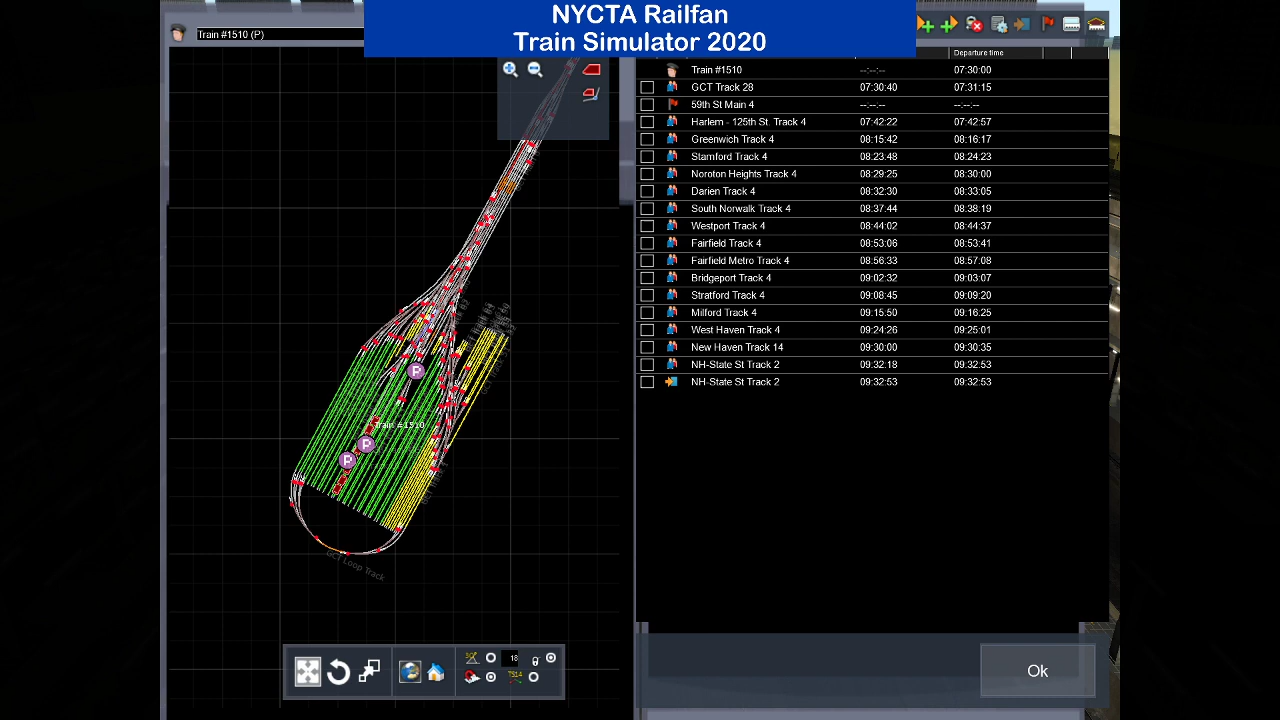 NYCTA Railfan
Train Simulator 2020
Train #1510 (P)
Departure time
Train #1510 --:--:-- 07:30:00
GCT Track 28 07:30:40 07:31:15
59th St Main 4 --:--:-- --:--:--
Harlem - 125th St Track 4 07:42:22 07:42:57
Greenwich Track 4 08:15:42 08:16:17
Stamford Track 4 08:23:48 08:24:23
Noroton Heights Track 4 08:29:25 08:30:00
Darien Track 4 08:32:30 08:33:05
South Norwalk Track 4 08:37:44 08:38:19
Westport Track 4 08:44:02 08:44:37
Fairfield Track 4 08:53:06 08:53:41
Fairfield Metro Track 4 08:56:33 08:57:08
Bridgeport Track 4 09:02:32 09:03:07
Stratford Track 4 09:08:45 09:09:20
Milford Track 4 09:15:50 09:16:25
West Haven Track 4 09:24:26 09:25:01
New Haven Track 14 09:30:00 09:30:35
NH-State St Track 2 09:32:18 09:32:53
NH-State St Track 2 09:32:53 09:32:53
P
Train #1510
P
P
GCT Loop Track
18
TS14
Ok